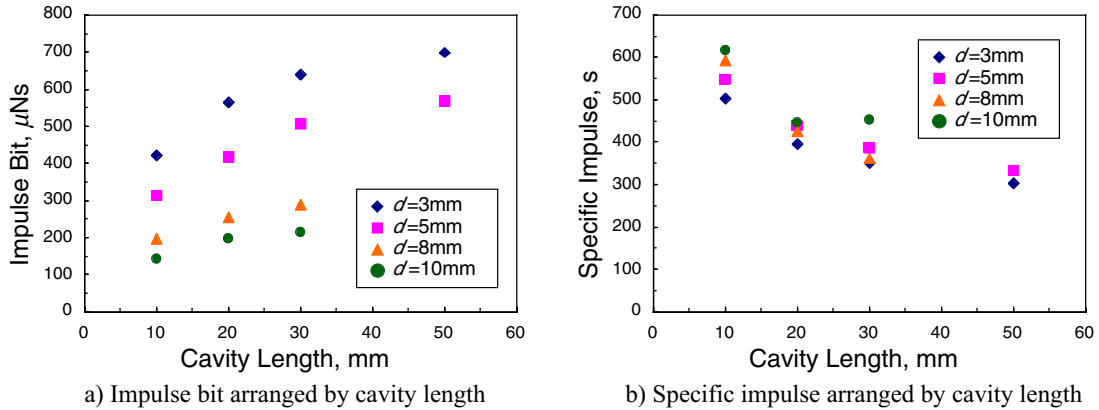 800
700
600
500
400
300
200
100
0
Impulse Bit, μNs
d=3mm
d=5mm
d=8mm
d=10mm
0 10 20 30 40 50 60
Cavity Length, mm
a) Impulse bit arranged by cavity length
700
600
500
400
300
200
100
0
Specific Impulse, s
d=3mm
d=5mm
d=8mm
d=10mm
0 10 20 30 40 50 60
Cavity Length, mm
b) Specific impulse arranged by cavity length